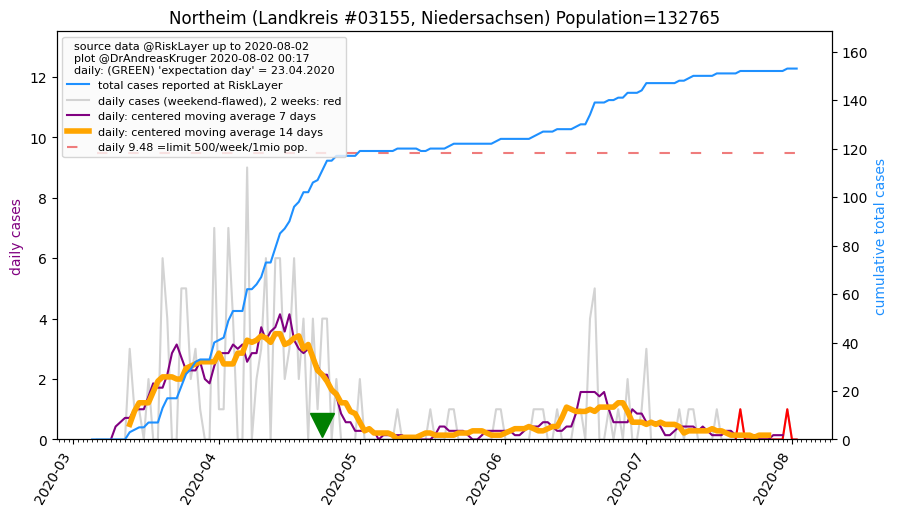 Northeim (Landkreis #03155, Niedersachsen) Population=132765
source data @RiskLayer up to 2020-08-02
plot @DrAndreasKruger 2020-08-02 00:17
daily: (GREEN) 'expectation day' = 23.04.2020
total cases reported at RiskLayer
daily cases (weekend-flawed), 2 weeks: red
daily: centered moving average 7 days
daily: centered moving average 14 days
daily 9.48 =limit 500/week/1mio pop.
daily cases
12
10
8
6
4
2
0
160
140
120
100
80
60
40
20
0
cumulative total cases
2020-03
2020-04
2020-05
2020-06
2020-07
2020-08